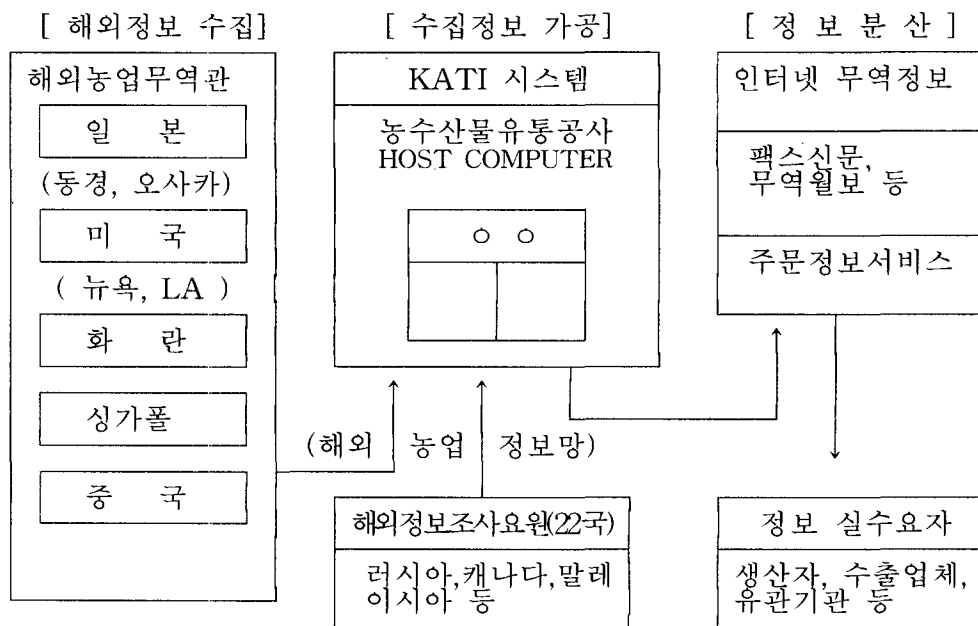 [ 해외정보 수집]
해외농업무역관
일 본
(동경, 오사카)
미 국
( 뉴욕, LA )
화 란
싱가폴
중 국
[ 수집정보 가공]
KATI 시스템
농수산물유통공사
HOST COMPUTER
(해외 농업 정보망)
해외정보조사요원(22국)
러시아,캐나다,말레
이시아 등
[ 정 보 분 산 ]
인터넷 무역정보
팩스신문,
무역월보 등
주문정보서비스
정보 실수요자
생산자, 수출업체,
유관기관 등